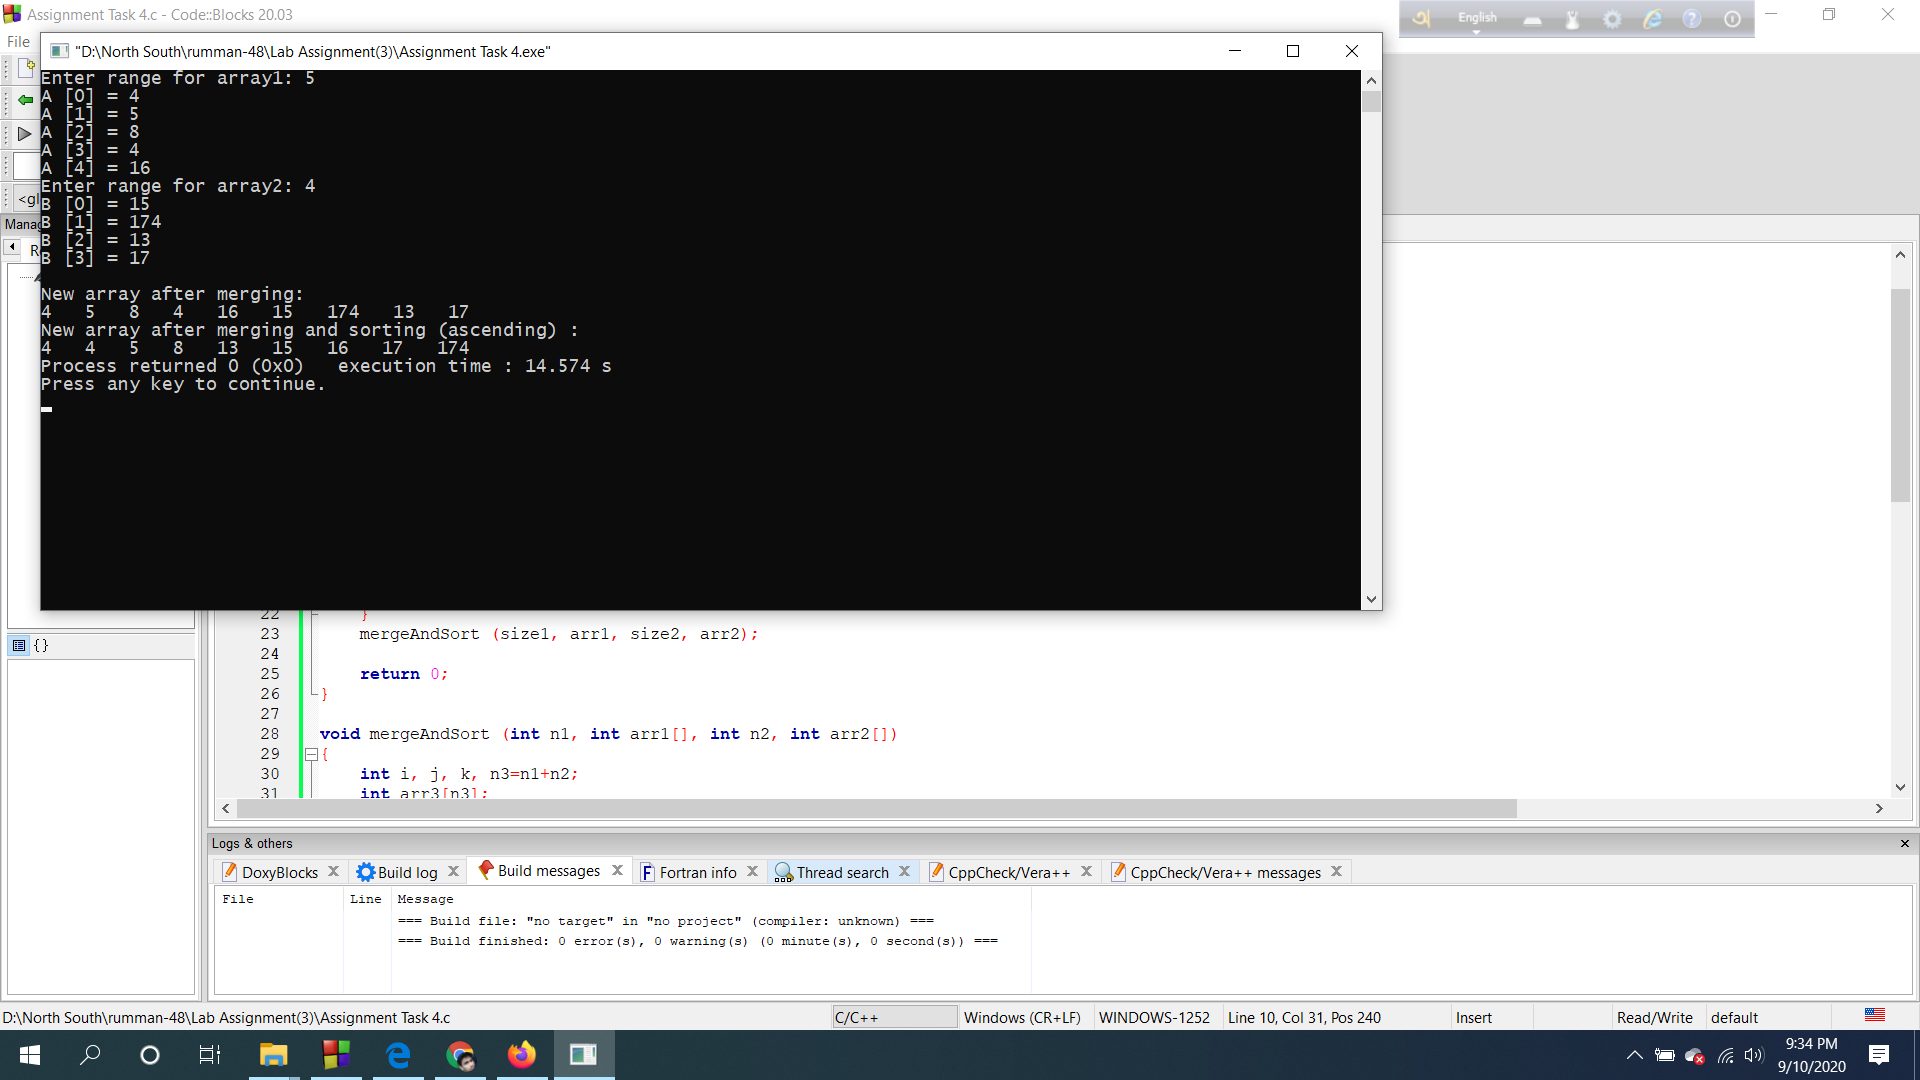 Assignment Task 4.c - Code::Blocks 20.03
English
File
"D:\North South\rumman-48\Lab Assignment(3)\Assignment Task 4.exe"
Enter range for array1: 5
A [0] = 4
A [1] = 5
A [2] = 8
A [3] = 4
A [4] = 16
Enter range for array2: 4
B [0] = 15
B [1] = 174
B [2] = 13
B [3] = 17
New array after merging:
4 5 8 4 16 15 174 13 17
New array after merging and sorting (ascending) :
4 4 5 8 13 15 16 17 174
Process returned 0 (0x0) execution time : 14.574 s
Press any key to continue.
<gl
Manag
22 }
23 mergeAndSort (size1, arr1, size2, arr2);
24
25 return 0;
26 }
27
28 void mergeAndSort (int n1, int arr1[], int n2, int arr2[])
29 {
30 int i, j, k, n3=n1+n2;
31 int arr3[n3];
{}
Logs & others
DoxyBlocks Build log Build messages Fortran info Thread search CppCheck/Vera++ CppCheck/Vera++ messages
File Line Message
=== Build file: "no target" in "no project" (compiler: unknown) ===
=== Build finished: 0 error(s), 0 warning(s) (0 minute(s), 0 second(s)) ===
D:\North South\rumman-48\Lab Assignment(3)\Assignment Task 4.c C/C++ Windows (CR+LF) WINDOWS-1252 Line 10, Col 31, Pos 240 Insert Read/Write default
9:34 PM
9/10/2020